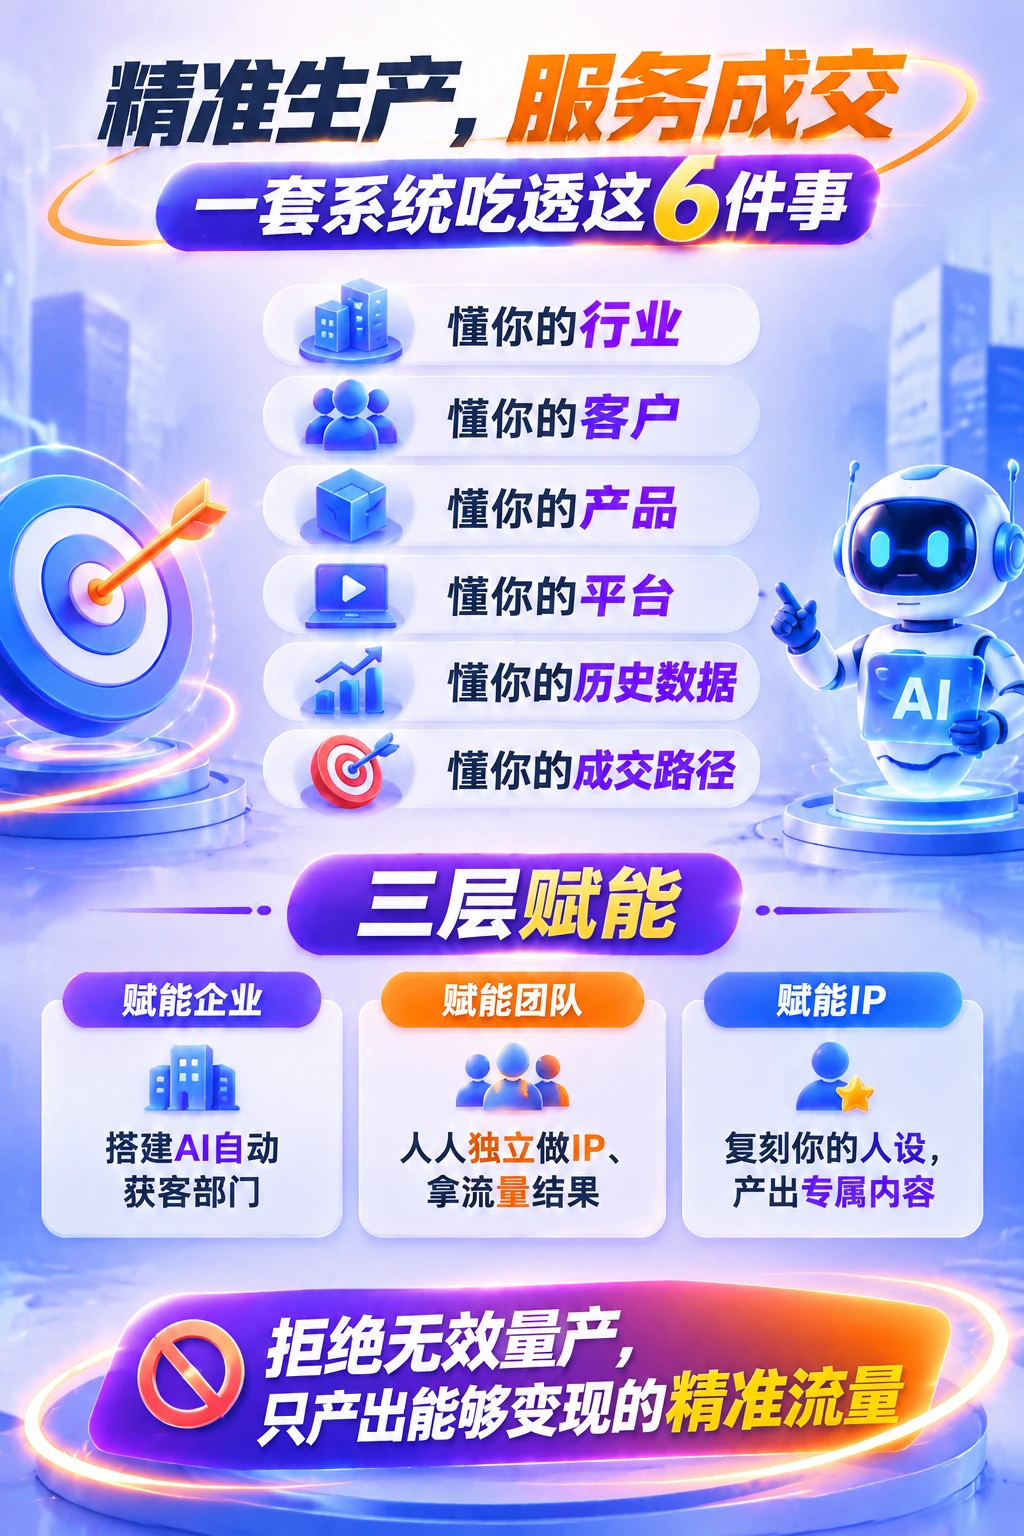 精准生产，服务成交
一套系统吃透这6件事
懂你的行业
懂你的客户
懂你的产品
懂你的平台
懂你的历史数据
懂你的成交路径
AI
三层赋能
赋能企业
搭建AI自动
获客部门
赋能团队
人人独立做IP、
拿流量结果
赋能IP
复刻你的人设，
产出专属内容
拒绝无效量产，
只产出能够变现的精准流量